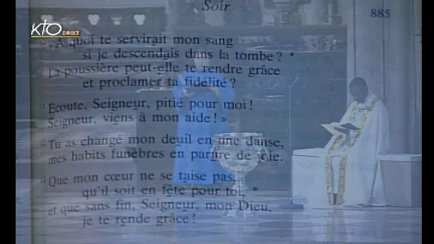 Soir
885
KTO
DIRECT
"A quoi te servirait mon sang
si je descendais dans la tombe ? *
La poussière peut-elle te rendre grâce
et proclamer ta fidélité ?
Ecoute, Seigneur, pitié pour moi !
Seigneur, viens à mon aide ! »
Tu as changé mon deuil en une danse,
mes habits funèbres en parure de joie.
Que mon cœur ne se taise pas,
qu'il soit en fête pour toi, *
et que sans fin, Seigneur, mon Dieu,
je te rende grâce !